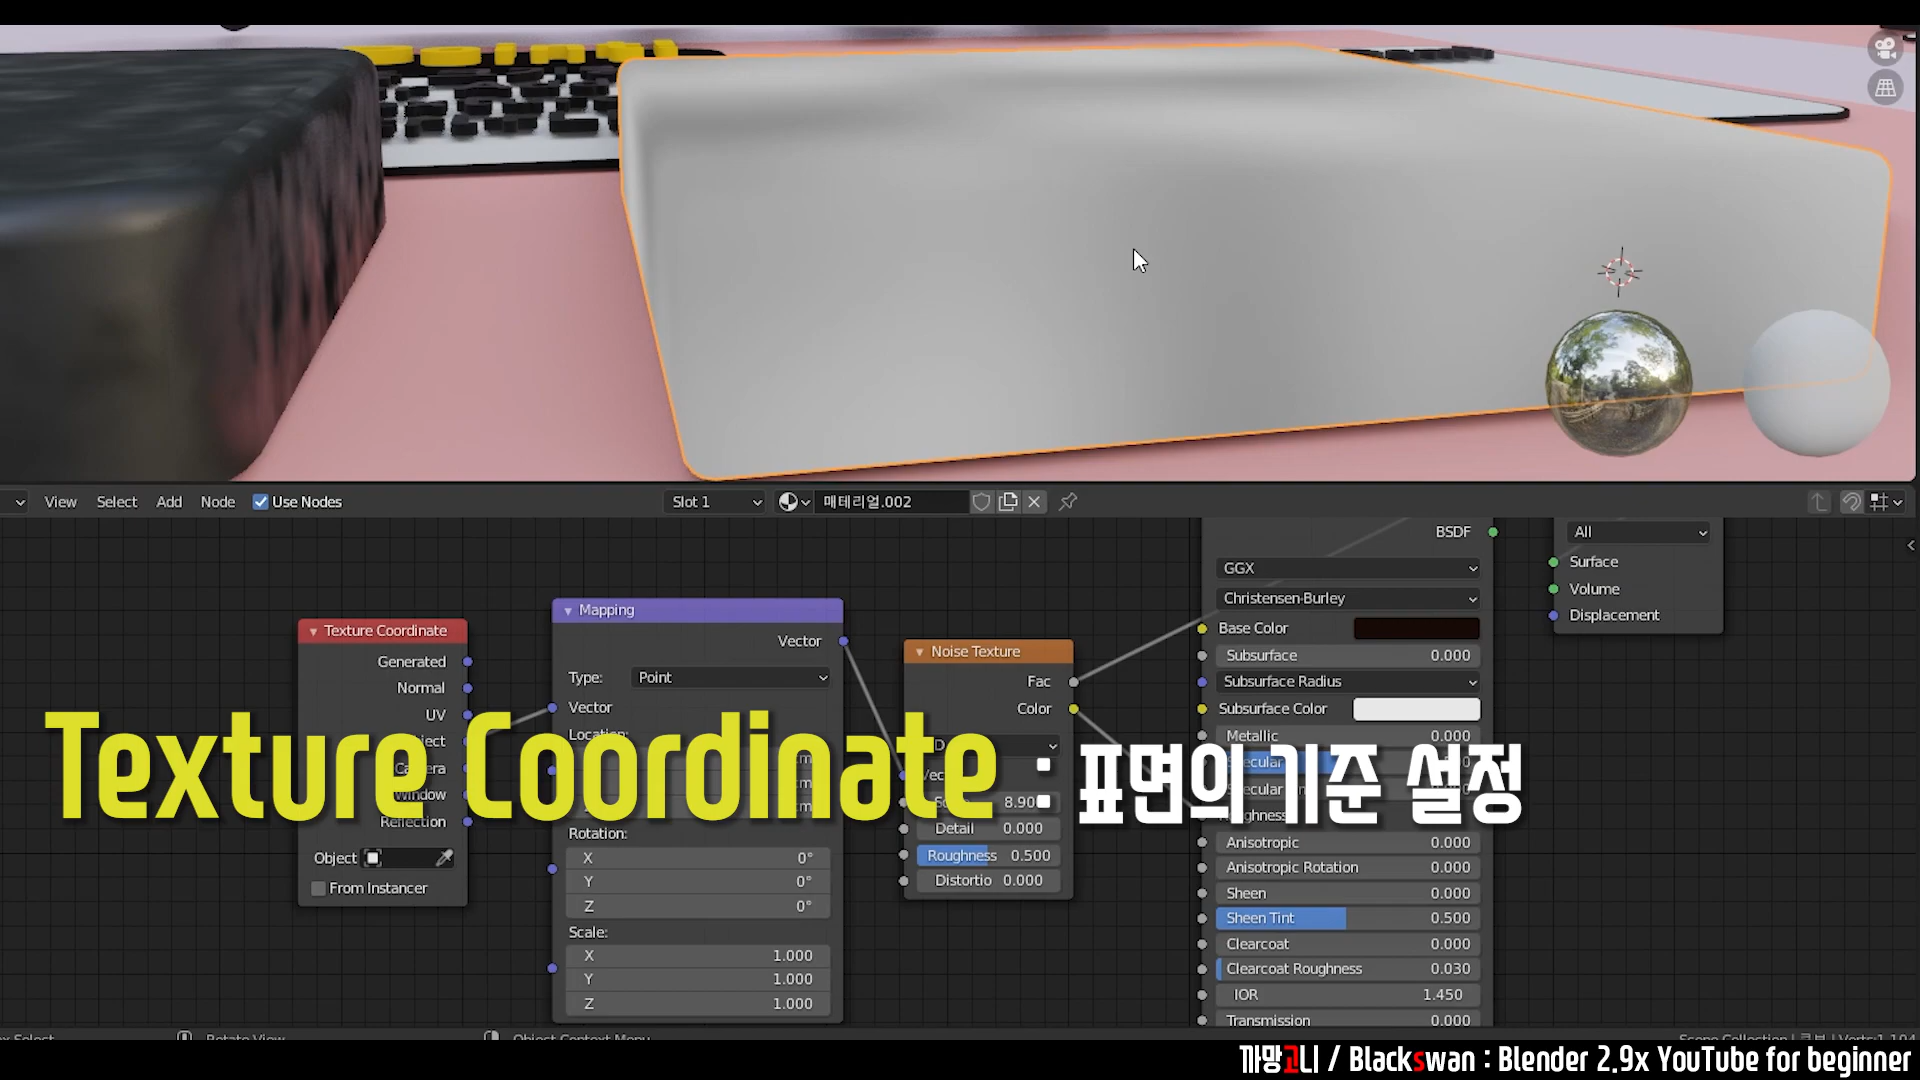 View Select Add Node Use Nodes Slot 1 매테리얼.002
BSDF
GGX
Christensen-Burley
Base Color
Subsurface 0.000
Subsurface Radius
Subsurface Color
Metallic 0.000
Anisotropic 0.000
Anisotropic Rotation 0.000
Sheen 0.000
Sheen Tint 0.500
Clearcoat 0.000
Clearcoat Roughness 0.030
IOR 1.450
Transmission 0.000
All
Surface
Volume
Displacement
Texture Coordinate
Generated
Normal
UV
Window
Reflection
Object
From Instancer
Mapping
Vector
Type: Point
Vector
Rotation:
X 0°
Y 0°
Z 0°
Scale:
X 1.000
Y 1.000
Z 1.000
Noise Texture
Fac
Color
Detail 0.000
Roughness 0.500
Distortio 0.000
Texture Coordinate : 표면의 기준 설정
까망고니 / Blackswan : Blender 2.9x YouTube for beginner